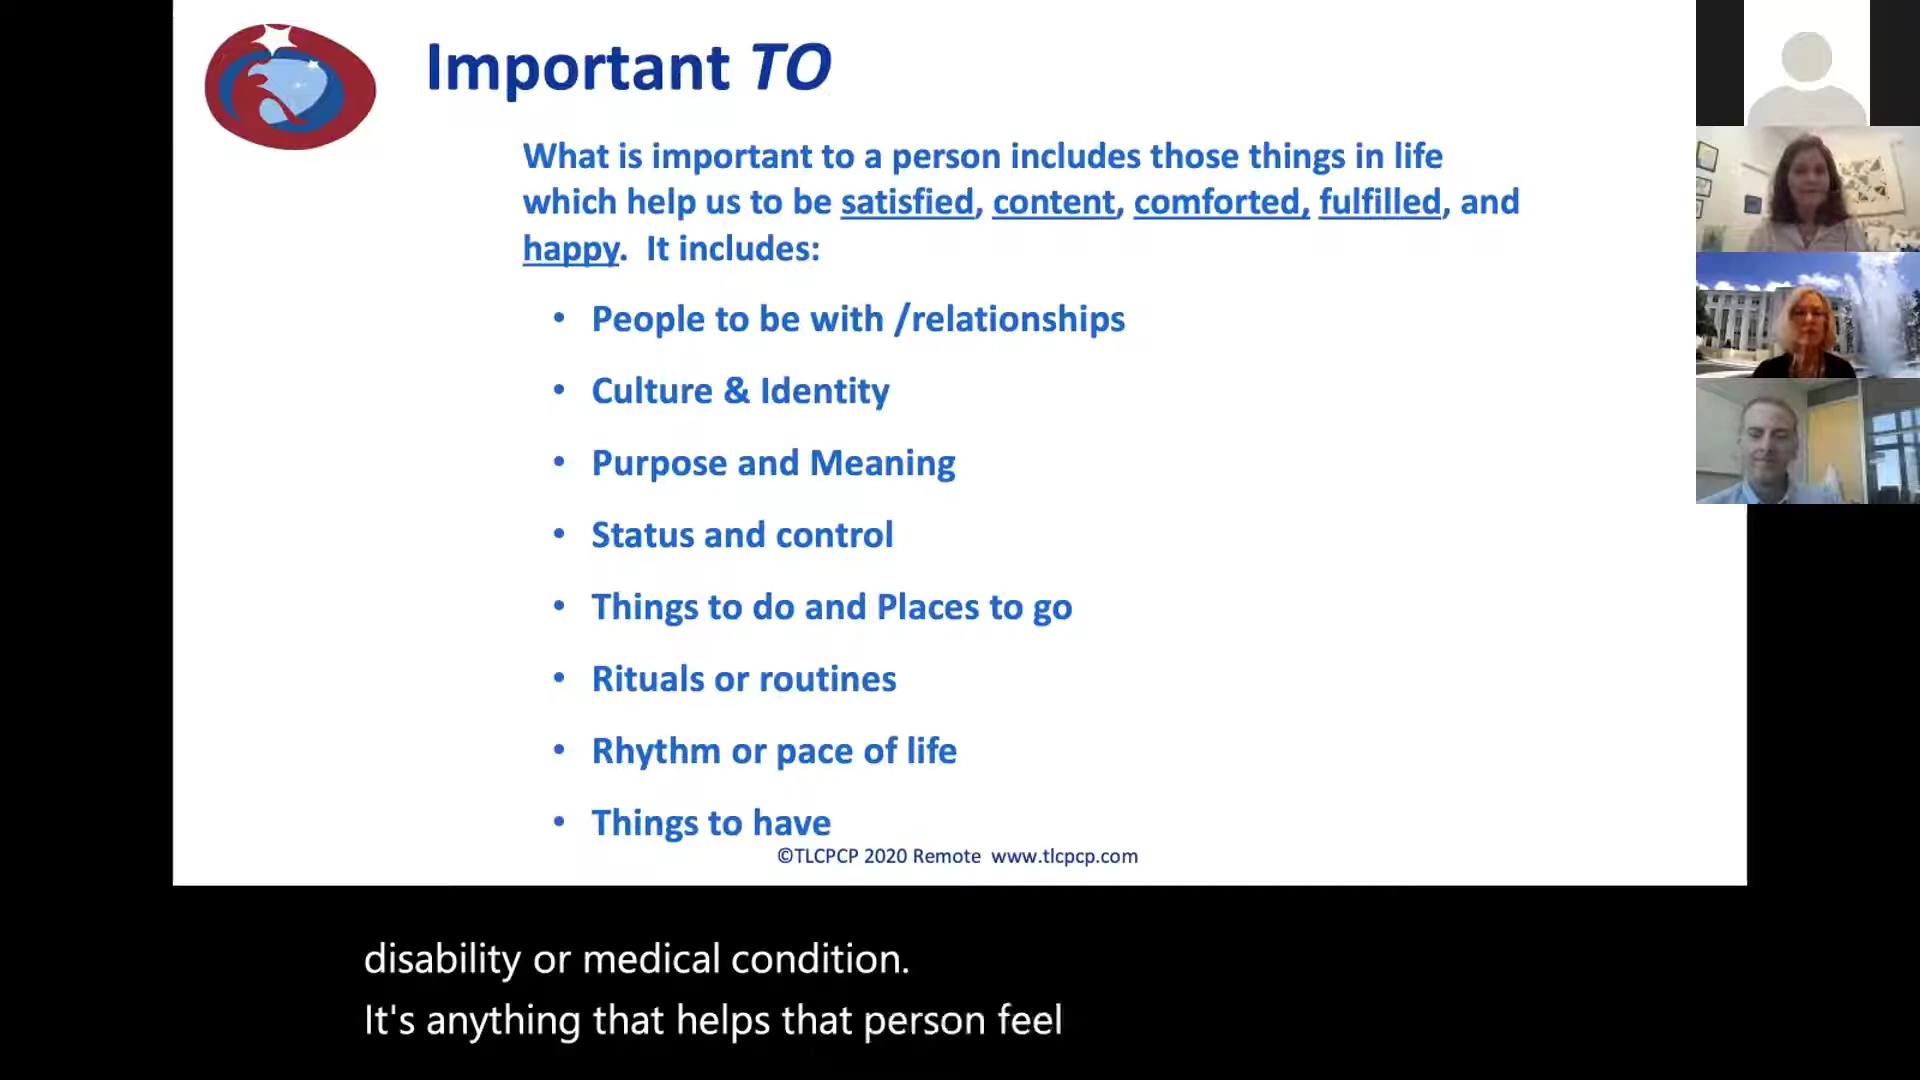 Important TO
What is important to a person includes those things in life
which help us to be satisfied, content, comforted, fulfilled, and
happy. It includes:
• People to be with /relationships
• Culture & Identity
• Purpose and Meaning
• Status and control
• Things to do and Places to go
• Rituals or routines
• Rhythm or pace of life
• Things to have
©TLCPCP 2020 Remote www.tlcpcp.com
disability or medical condition.
It's anything that helps that person feel